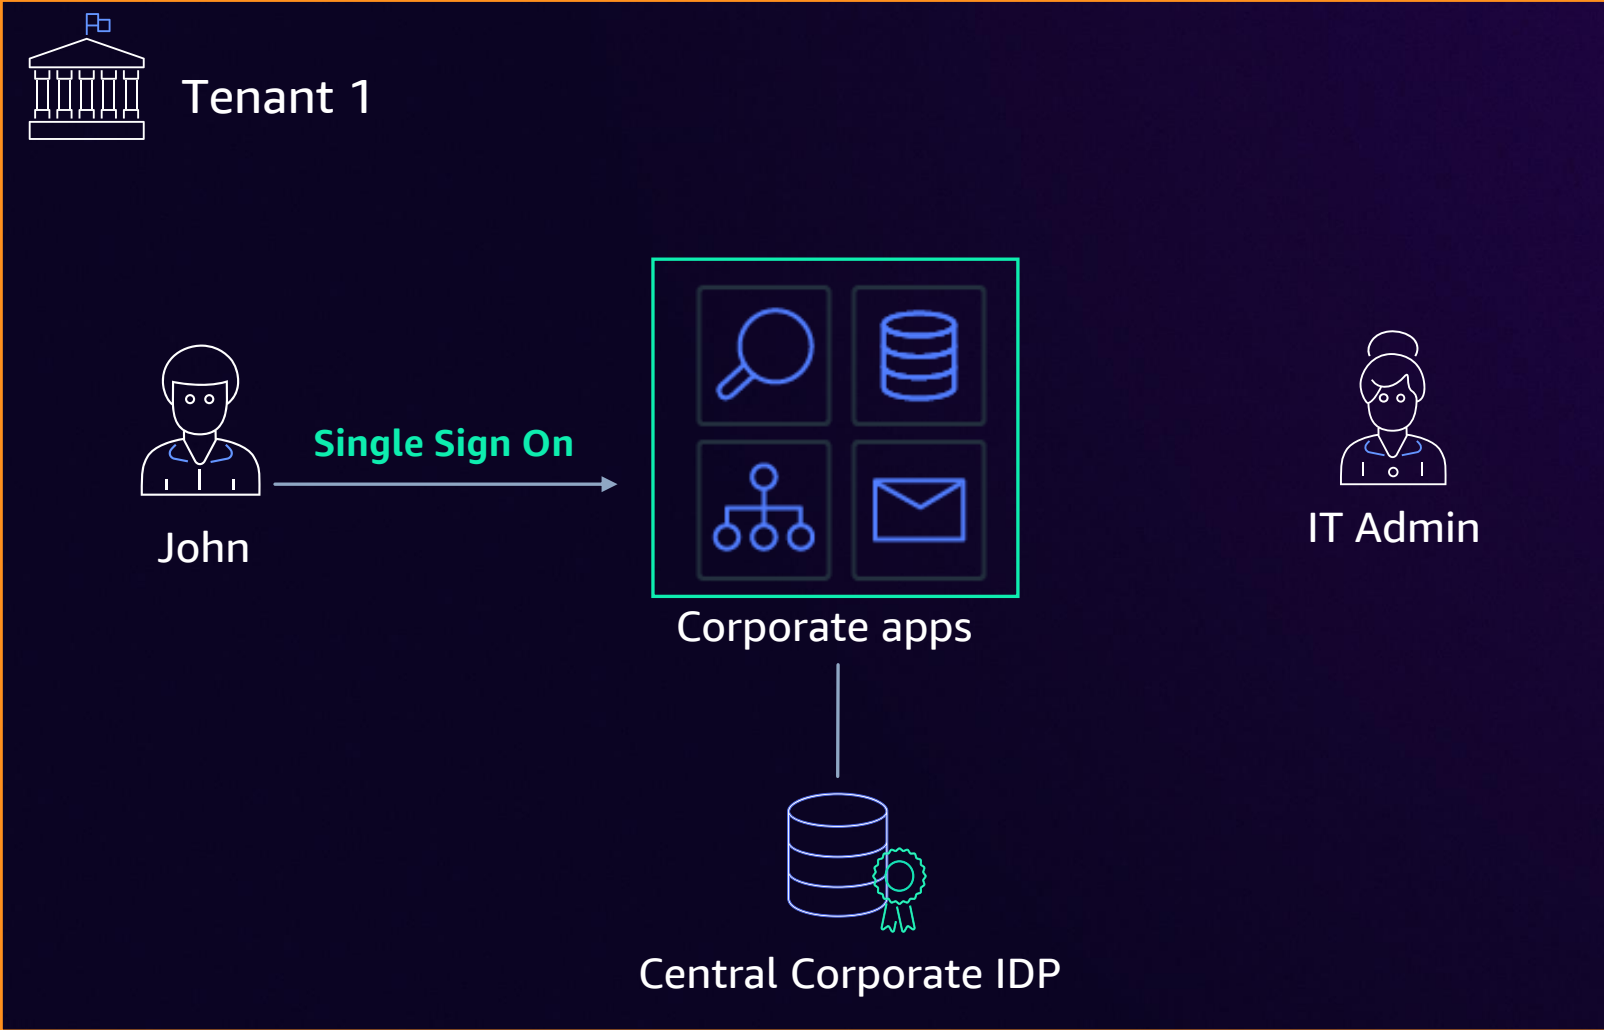 Tenant 1
Single Sign On
John
IT Admin
Corporate apps
Central Corporate IDP